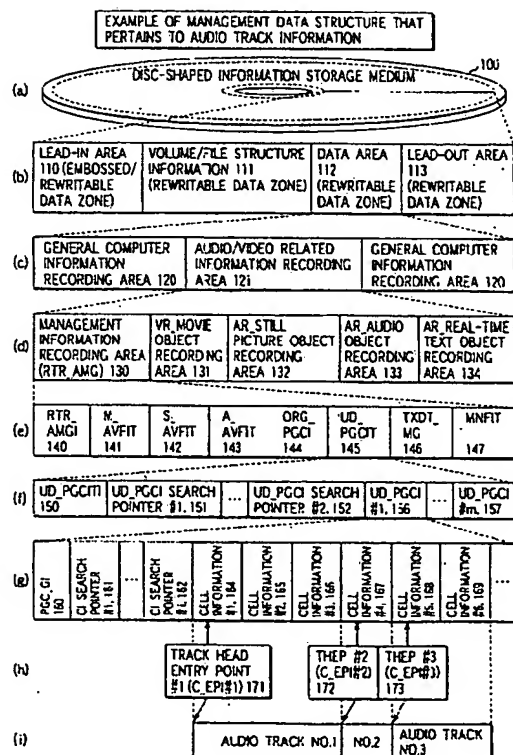 EXAMPLE OF MANAGEMENT DATA STRUCTURE THAT
PERTAINS TO AUDIO TRACK INFORMATION
100
(a)
DISC-SHAPED INFORMATION STORAGE MEDIUM
(b)
LEAD-IN AREA
110 (EMBOSSED/
REWRITABLE
DATA ZONE)
VOLUME/FILE STRUCTURE
INFORMATION 111
(REWRITABLE DATA ZONE)
DATA AREA
112
(REWRITABLE
DATA ZONE)
LEAD-OUT AREA
113
(REWRITABLE
DATA ZONE)
(c)
GENERAL COMPUTER
INFORMATION
RECORDING AREA 120
AUDIO/VIDEO RELATED
INFORMATION RECORDING
AREA 121
GENERAL COMPUTER
INFORMATION
RECORDING AREA 120
(d)
MANAGEMENT
INFORMATION
RECORDING AREA
(RTR_AMG) 130
VR_MOVIE
OBJECT
RECORDING
AREA 131
AR_STILL
PICTURE OBJECT
RECORDING
AREA 132
AR_AUDIO
OBJECT
RECORDING
AREA 133
AR_REAL-TIME
TEXT OBJECT
RECORDING
AREA 134
(e)
RTR_
AMGI
140
M_
AVFIT
141
S_
AVFIT
142
A_
AVFIT
143
ORG_
PGCI
144
UD_
PGCIT
145
TXDT_
MG
146
MNFIT
147
(f)
UD_PGCITI
150
UD_PGCI SEARCH
POINTER #1, 151
...
UD_PGCI SEARCH
POINTER #2, 152
UD_PGCI
#1, 156
...
UD_PGCI
#m, 157
(g)
PGC_GI
160
CI SEARCH
POINTER
#1, 161
...
CI SEARCH
POINTER
#i, 162
CELL
INFORMATION
#1, 164
CELL
INFORMATION
#2, 165
CELL
INFORMATION
#3, 166
CELL
INFORMATION
#4, 167
CELL
INFORMATION
#5, 168
CELL
INFORMATION
#6, 169
...
(h)
TRACK HEAD
ENTRY POINT
#1 (C_EPI#1) 171
THEP #2
(C_EPI#2)
172
THEP #3
(C_EPI#3)
173
(i)
AUDIO TRACK NO.1
NO.2
AUDIO TRACK
NO.3